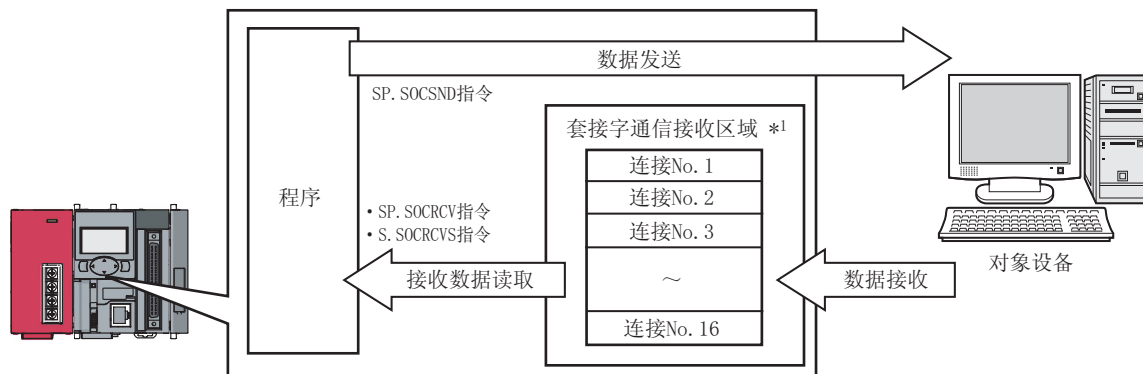 数据发送
SP.SOCSND指令
套接字通信接收区域 *1
连接No.1
连接No.2
连接No.3
～
连接No.16
程序
・SP.SOCRCV指令
・S.SOCRCVS指令
接收数据读取
数据接收
对象设备